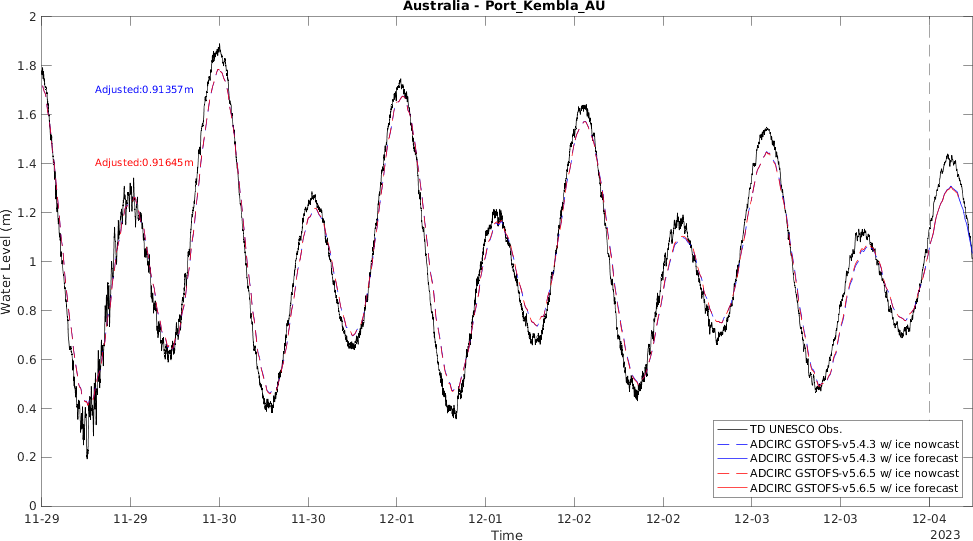 Australia - Port_Kembla_AU
2
1.8
1.6
1.4
1.2
1
0.8
0.6
0.4
0.2
0
Water Level (m)
Adjusted:0.91357m
Adjusted:0.91645m
TD UNESCO Obs.
ADCIRC GSTOFS-v5.4.3 w/ ice nowcast
ADCIRC GSTOFS-v5.4.3 w/ ice forecast
ADCIRC GSTOFS-v5.6.5 w/ ice nowcast
ADCIRC GSTOFS-v5.6.5 w/ ice forecast
11-29 11-29 11-30 11-30 12-01 12-01 12-02 12-02 12-03 12-03 12-04
Time
2023